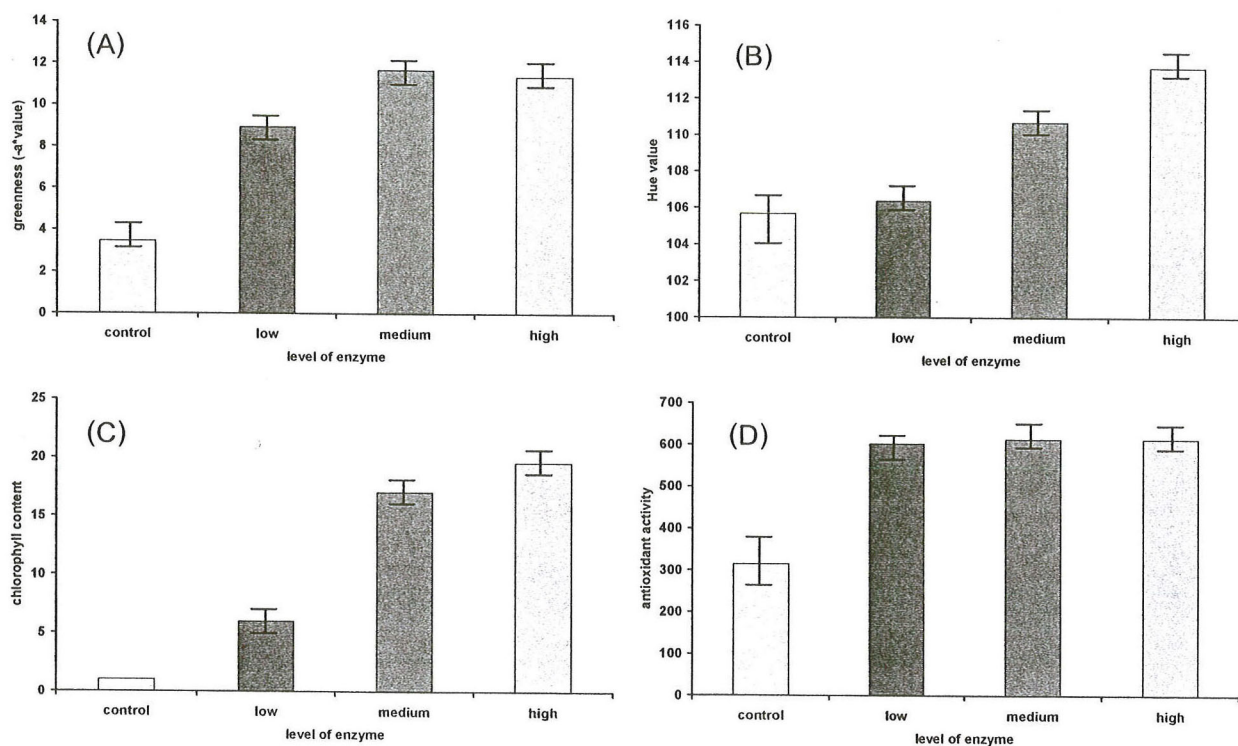 (A)
greenness (-a*value)
14
12
10
8
6
4
2
0
control low medium high
level of enzyme
(B)
Hue value
116
114
112
110
108
106
104
102
100
control low medium high
level of enzyme
(C)
chlorophyll content
25
20
15
10
5
0
control low medium high
level of enzyme
(D)
antioxidant activity
700
600
500
400
300
200
100
0
control low medium high
level of enzyme